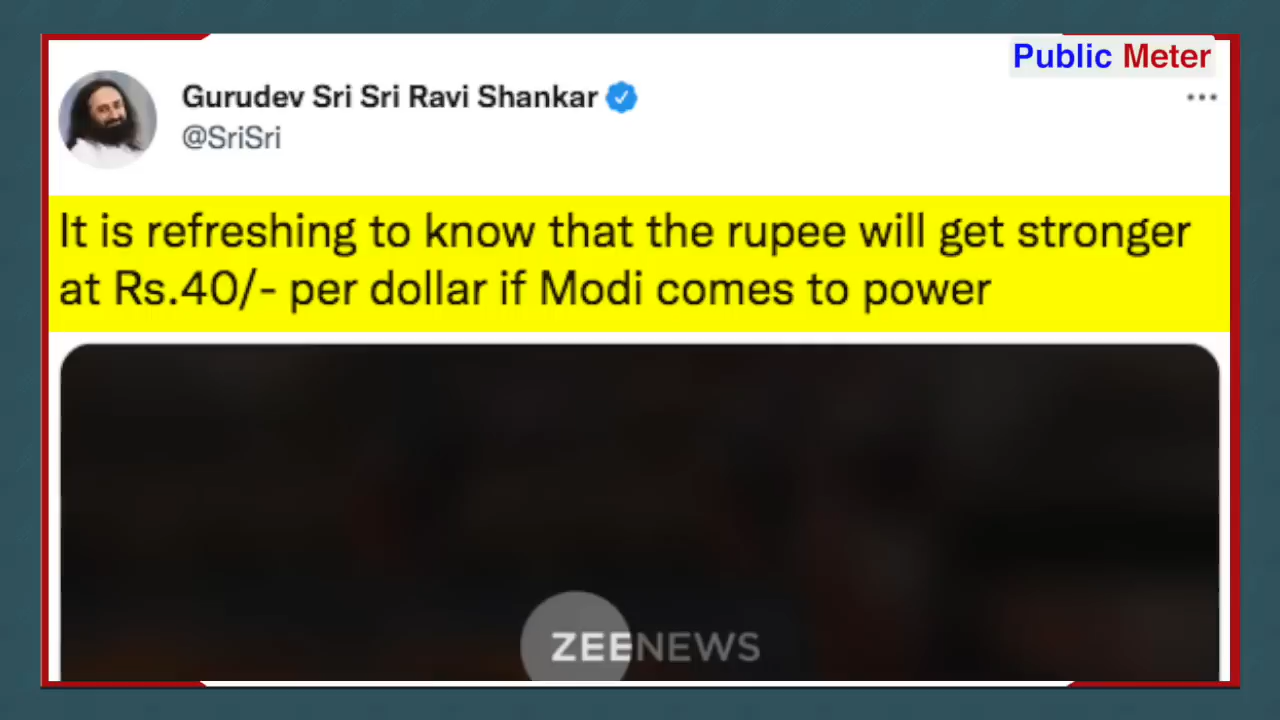 Public Meter
Gurudev Sri Sri Ravi Shankar
@SriSri
It is refreshing to know that the rupee will get stronger
at Rs.40/- per dollar if Modi comes to power
ZEENEWS